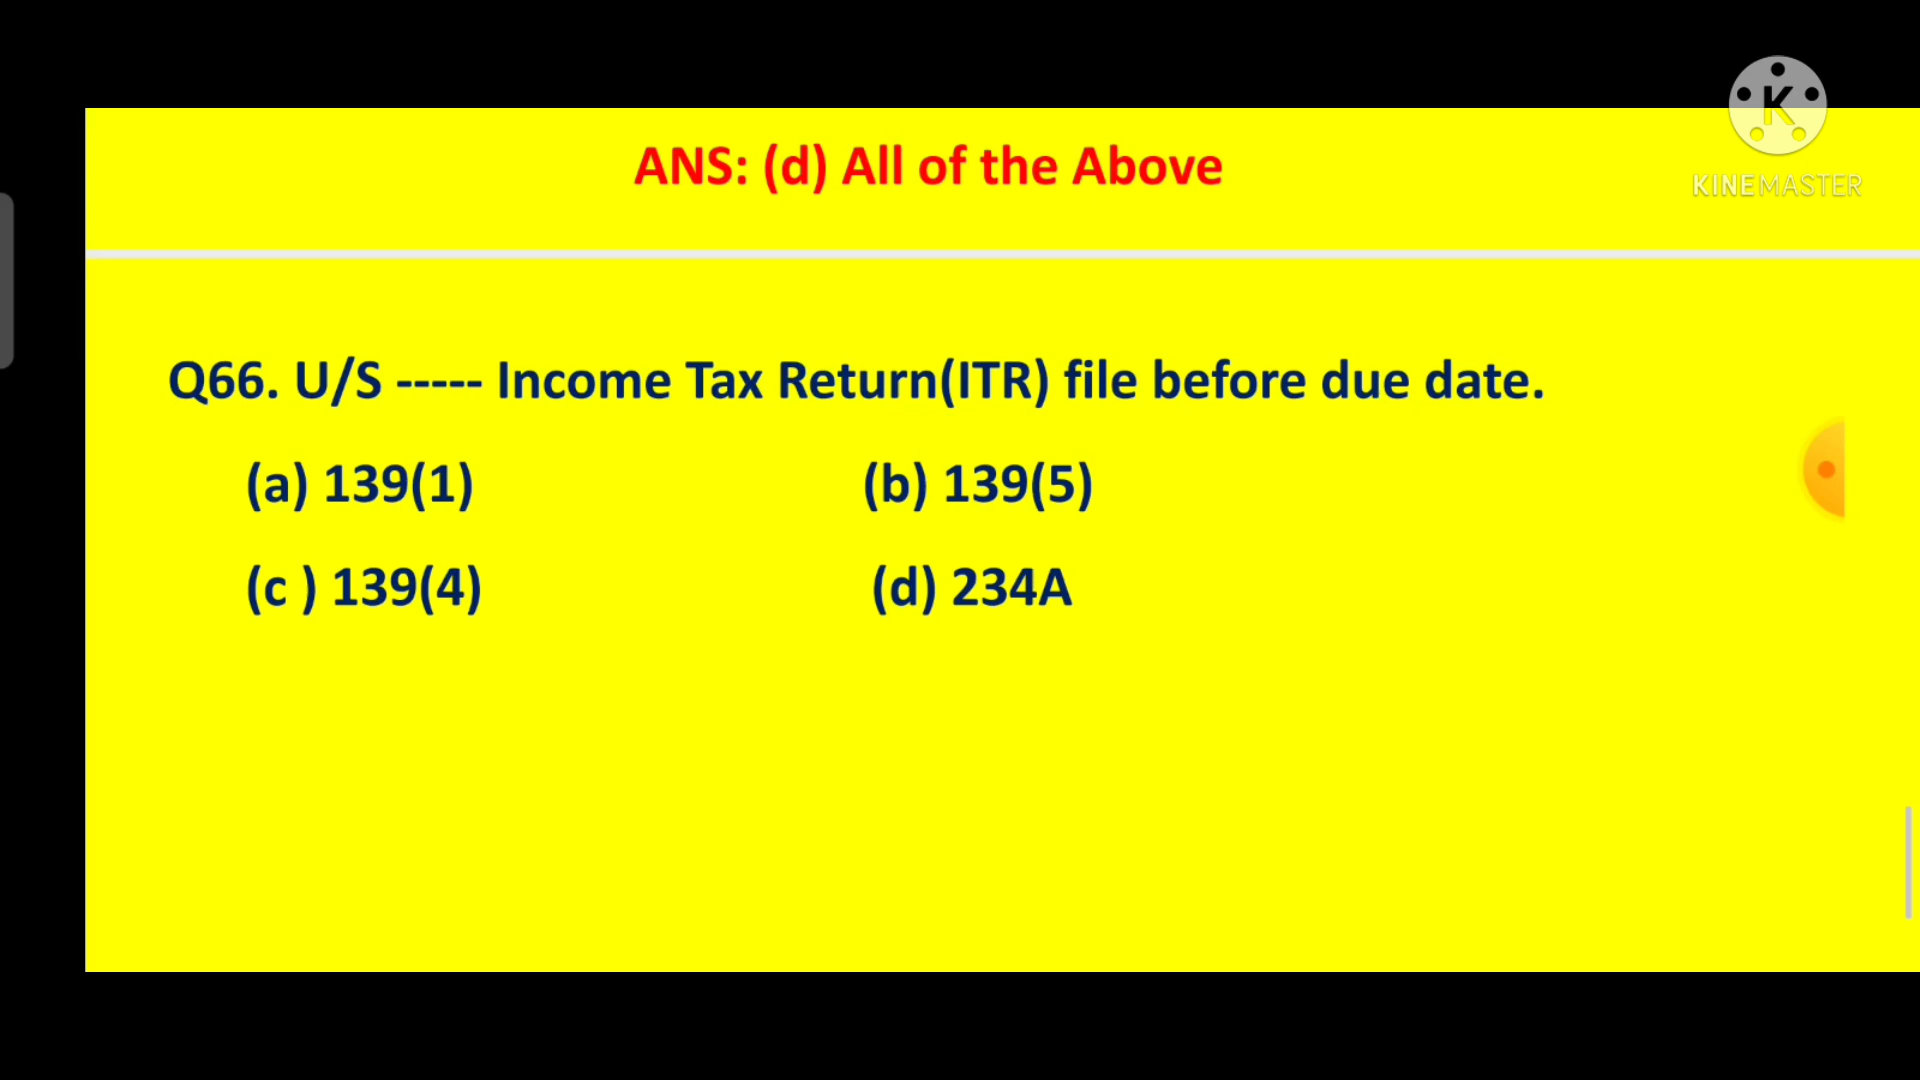 K
KINEMASTER
ANS: (d) All of the Above
Q66. U/S ----- Income Tax Return(ITR) file before due date.
(a) 139(1) (b) 139(5)
(c ) 139(4) (d) 234A